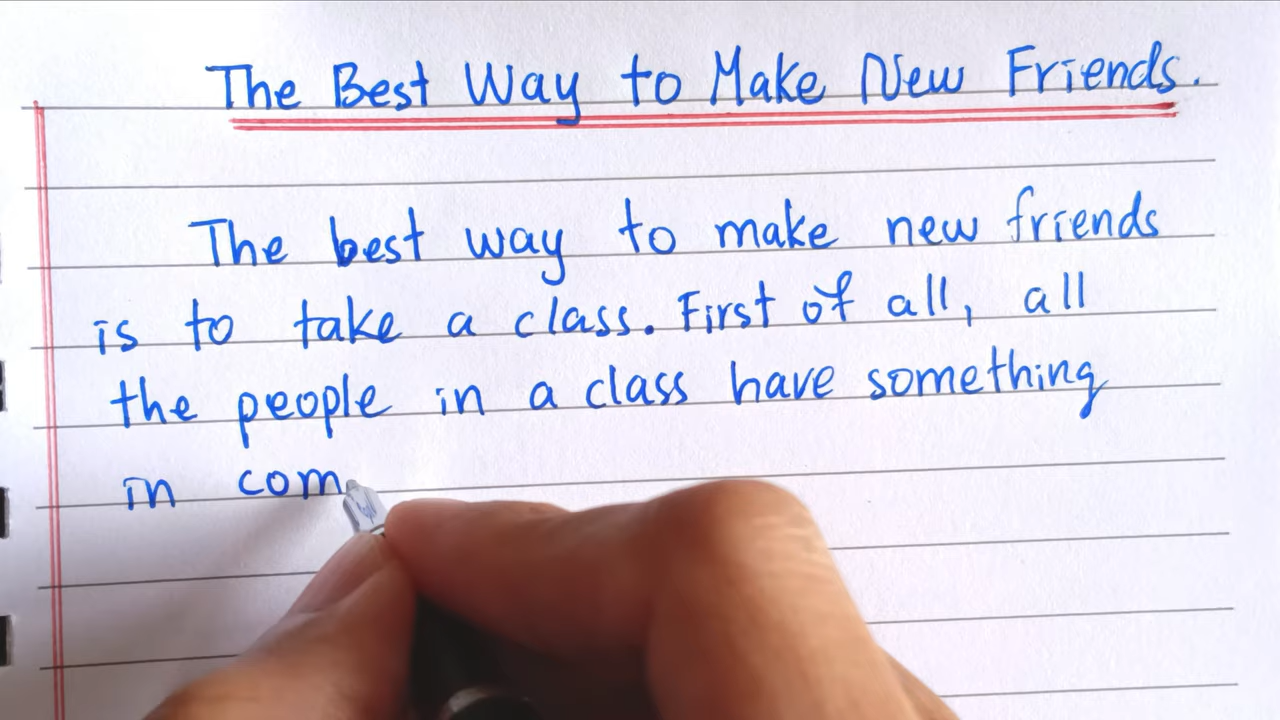 The Best Way to Make New Friends.
The best way to make new friends
is to take a class. First of all, all
the people in a class have something
in com